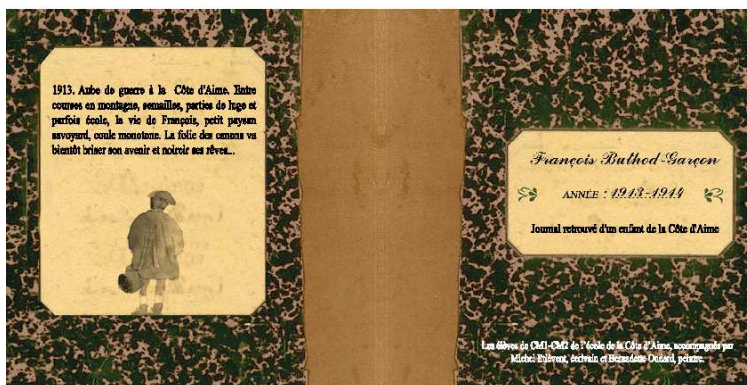 1913. Aube de guerre à la Côte d'Aime. Entre
courses en montagne, semailles, parties de luge et
parfois école, la vie de François, petit paysan
savoyard, coule monotone. La folie des canons va
bientôt briser son avenir et noircir ses rêves...
François Buthod-Garçon
ANNÉE : 1913-1914
Journal retrouvé d'un enfant de la Côte d'Aime
Les élèves de CM1-CM2 de l'école de la Côte d'Aime, accompagnés par
Michel Etiévent, écrivain et Bernadette Oudard, peintre.